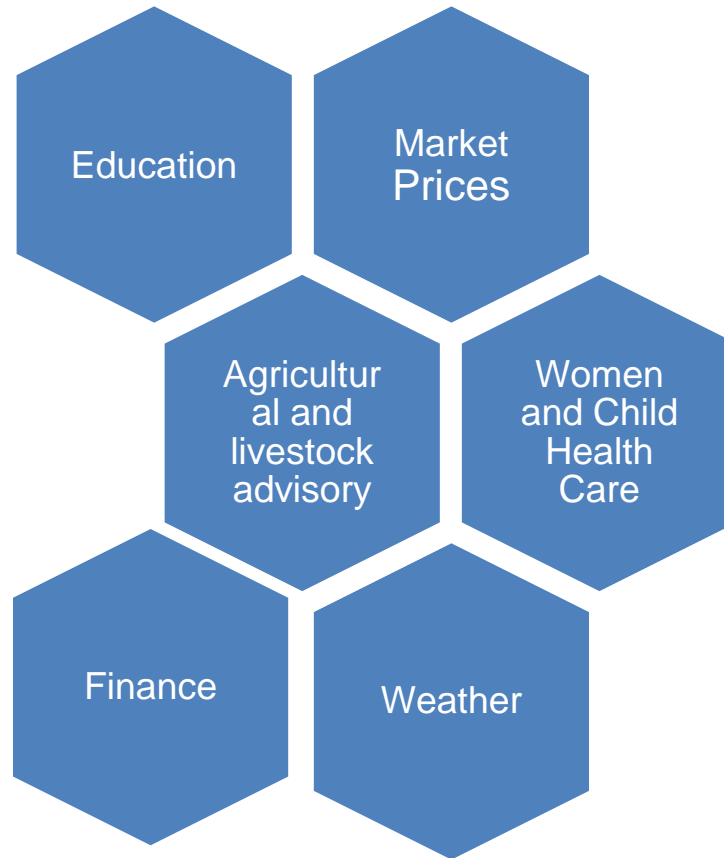 Education
Market
Prices
Agricultur
al and
livestock
advisory
Women
and Child
Health
Care
Finance
Weather